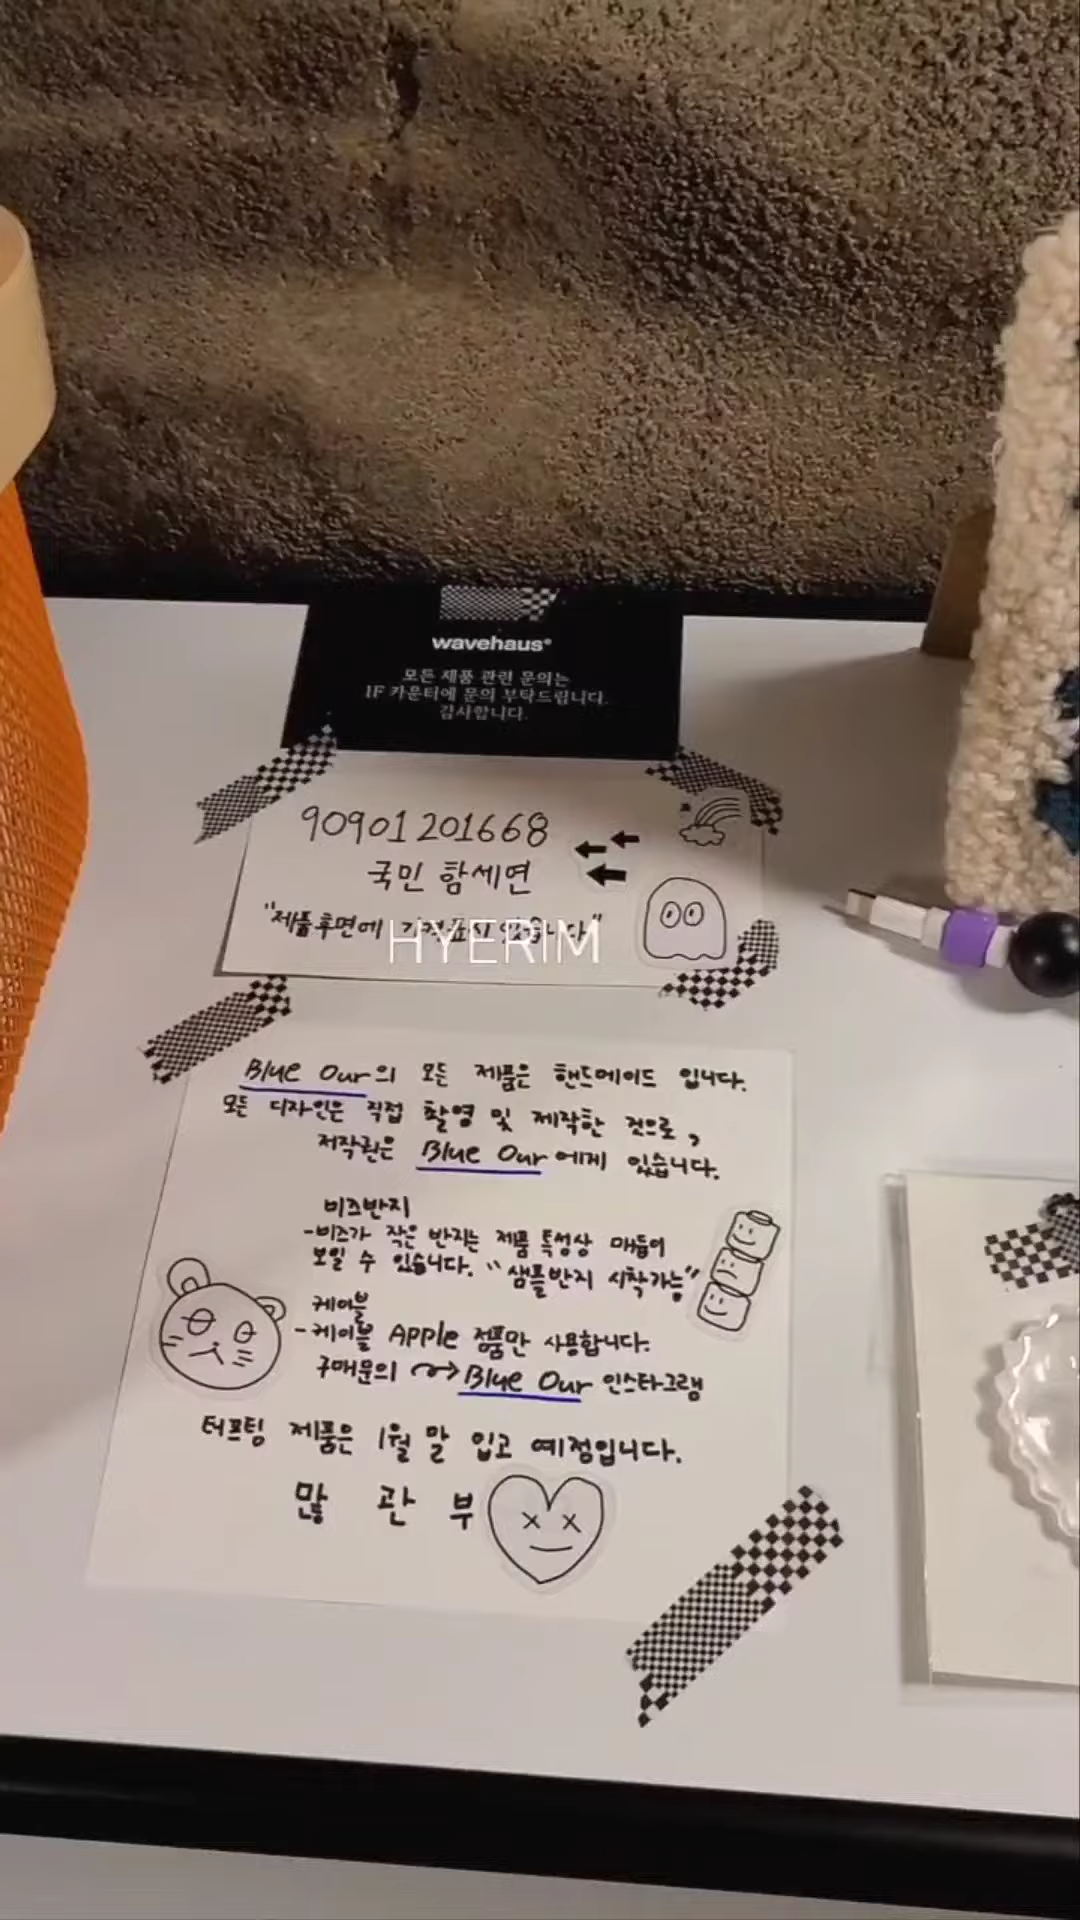 wavehaus®
모든 제품 관련 문의는
IF 카운터에 문의 부탁드립니다.
감사합니다.
90901201668
국민 함세연
"제품후면에
HYERIM
Blue Our의 모든 제품은 핸드메이드 입니다.
모든 디자인은 직접 촬영 및 제작한 것으로,
저작권은 Blue Our에게 있습니다.
비즈반지
-비즈가 작은 반지는 제품 특성상 매듭이
보일 수 있습니다. "샘플반지 시착가능"
케이블
-케이블 Apple 정품만 사용합니다.
구매문의 → Blue Our 인스타그램
터프팅 제품은 1월 말 입고 예정입니다.
많 관 부